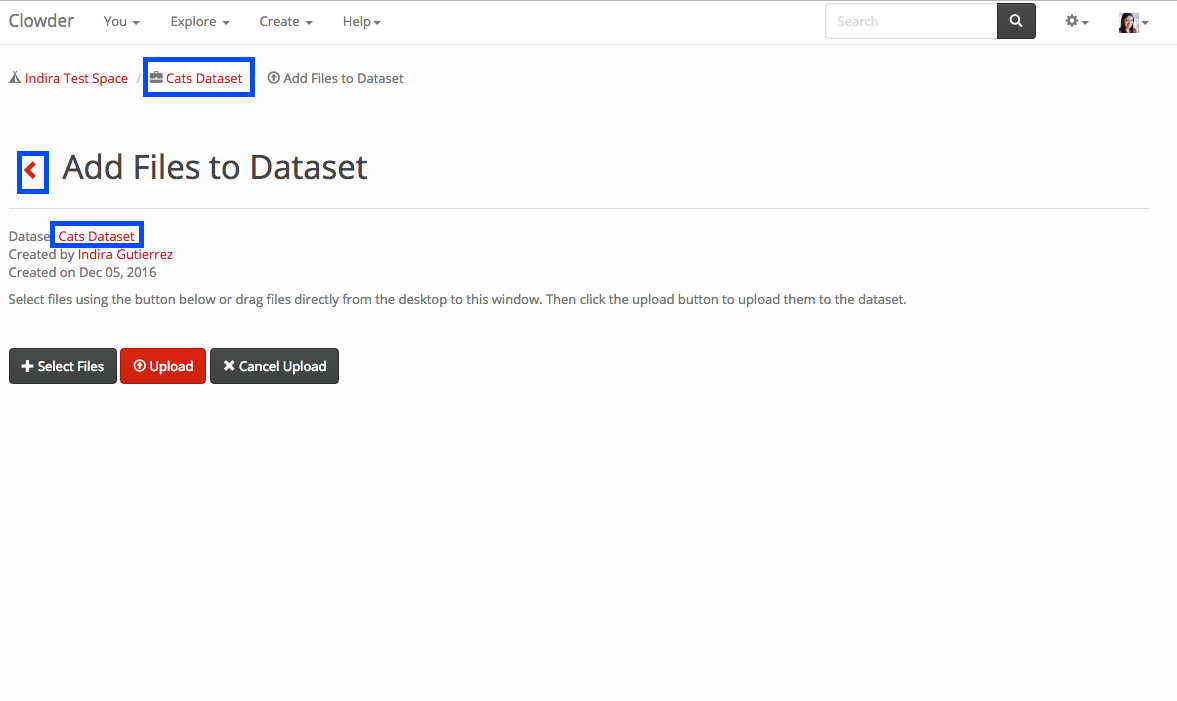 Clowder You Explore Create Help Search
Indira Test Space / Cats Dataset Add Files to Dataset
Add Files to Dataset
Datase Cats Dataset
Created by Indira Gutierrez
Created on Dec 05, 2016
Select files using the button below or drag files directly from the desktop to this window. Then click the upload button to upload them to the dataset.
Select Files Upload Cancel Upload